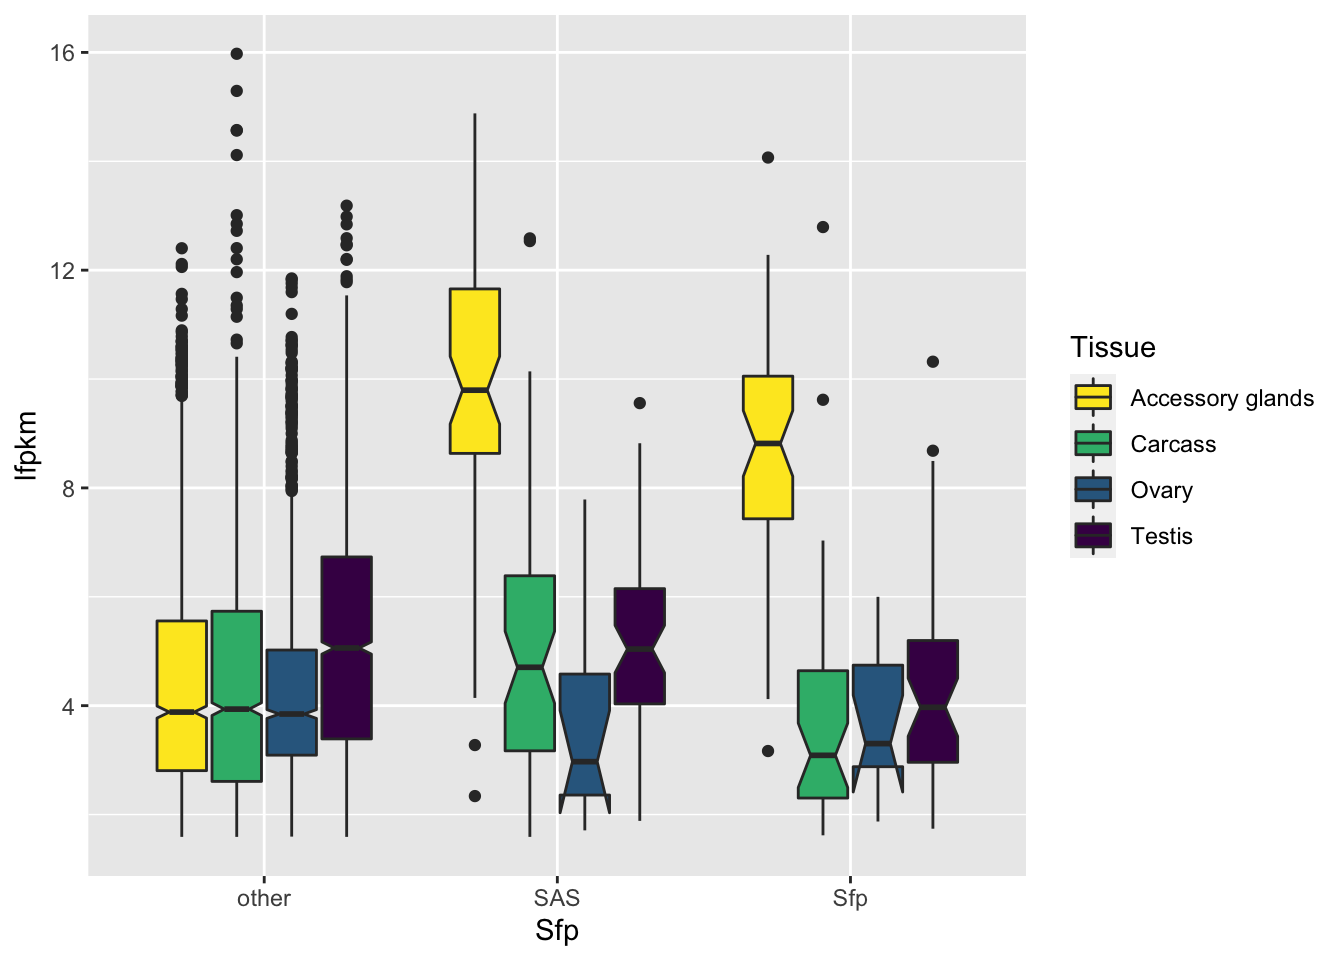 16
12
8
4
lfpkm
other
SAS
Sfp
Sfp
Tissue
Accessory glands
Carcass
Ovary
Testis